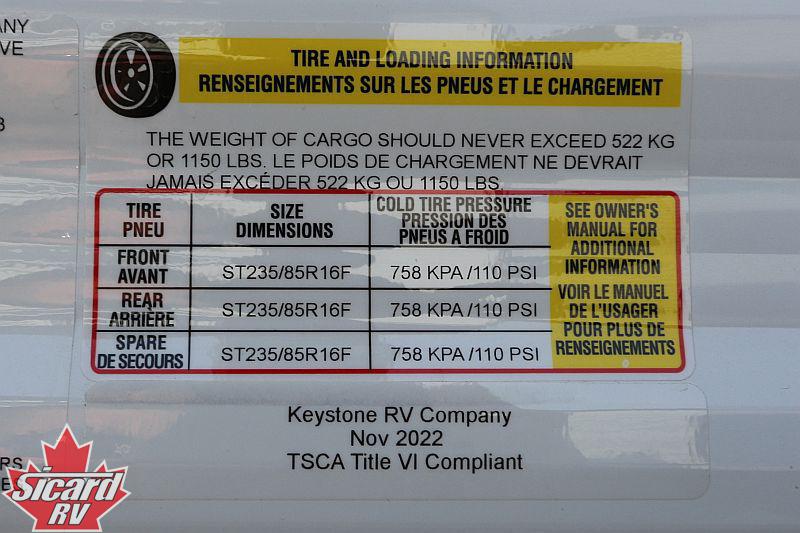 ANY
VE
B
TIRE AND LOADING INFORMATION
RENSEIGNEMENTS SUR LES PNEUS ET LE CHARGEMENT
THE WEIGHT OF CARGO SHOULD NEVER EXCEED 522 KG
OR 1150 LBS. LE POIDS DE CHARGEMENT NE DEVRAIT
JAMAIS EXCÉDER 522 KG OU 1150 LBS.
TIRE
PNEU
SIZE
DIMENSIONS
COLD TIRE PRESSURE
PRESSION DES
PNEUS A FROID
SEE OWNER'S
MANUAL FOR
ADDITIONAL
INFORMATION
VOIR LE MANUEL
DE L'USAGER
POUR PLUS DE
RENSEIGNEMENTS
FRONT
AVANT
ST235/85R16F
758 KPA /110 PSI
REAR
ARRIÈRE
ST235/85R16F
758 KPA /110 PSI
SPARE
DE SECOURS
ST235/85R16F
758 KPA /110 PSI
Keystone RV Company
Nov 2022
TSCA Title VI Compliant
RS
ES
Sicard
RV